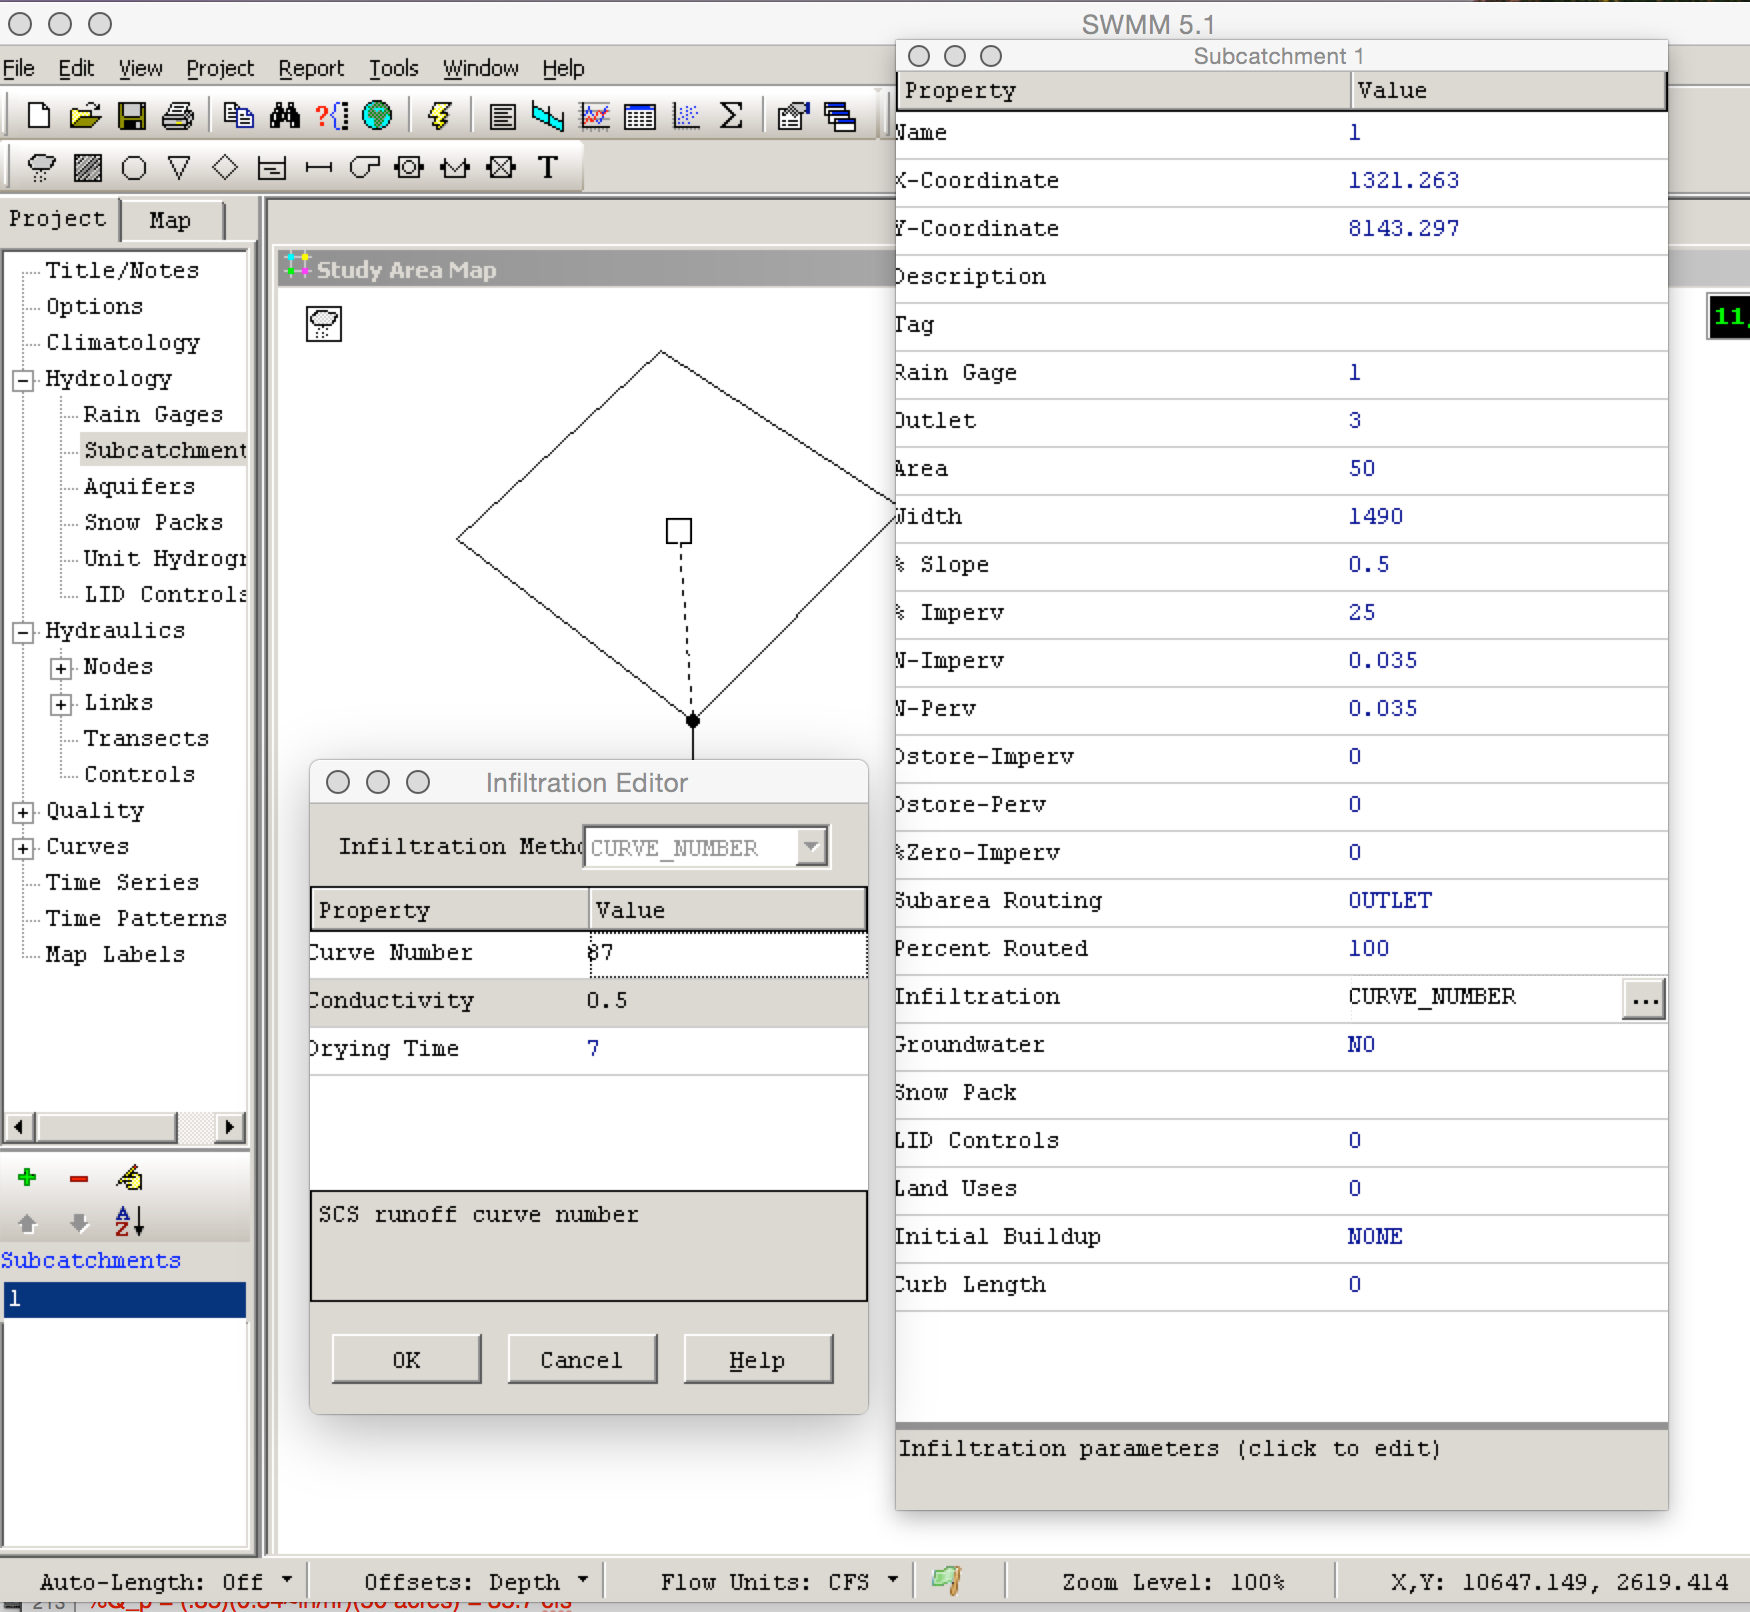 SWMM 5.1
File Edit View Project Report Tools Window Help
T
Project Map
Title/Notes
Options
Climatology
Hydrology
Rain Gages
Subcatchment
Aquifers
Snow Packs
Unit Hydrogr
LID Controls
Hydraulics
Nodes
Links
Transects
Controls
Quality
Curves
Time Series
Time Patterns
Map Labels
Subcatchments
1
Study Area Map
11
Infiltration Editor
Infiltration Metho CURVE_NUMBER
Property Value
Curve Number 87
Conductivity 0.5
Drying Time 7
SCS runoff curve number
OK Cancel Help
Subcatchment 1
Property Value
Name 1
X-Coordinate 1321.263
Y-Coordinate 8143.297
Description
Tag
Rain Gage 1
Outlet 3
Area 50
Width 1490
% Slope 0.5
% Imperv 25
N-Imperv 0.035
N-Perv 0.035
Dstore-Imperv 0
Dstore-Perv 0
%Zero-Imperv 0
Subarea Routing OUTLET
Percent Routed 100
Infiltration CURVE_NUMBER ...
Groundwater NO
Snow Pack
LID Controls 0
Land Uses 0
Initial Buildup NONE
Curb Length 0
Infiltration parameters (click to edit)
Auto-Length: Off Offsets: Depth Flow Units: CFS Zoom Level: 100% X,Y: 10647.149, 2619.414